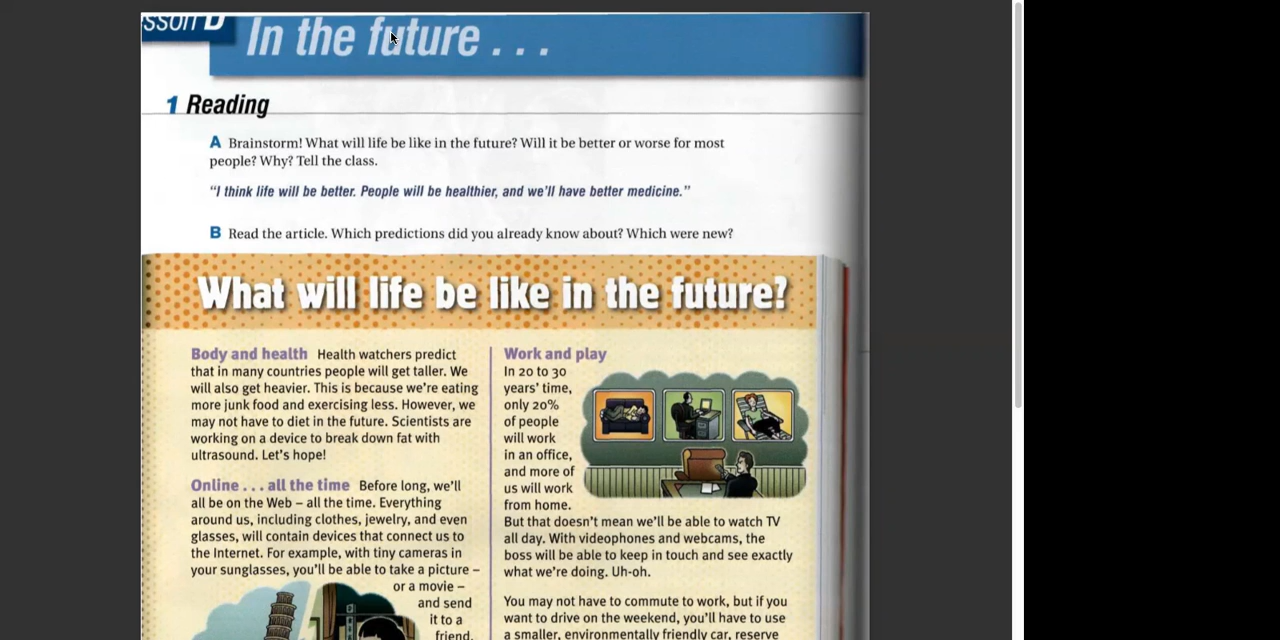 sson D
In the future . . .
1 Reading
A Brainstorm! What will life be like in the future? Will it be better or worse for most
people? Why? Tell the class.
“I think life will be better. People will be healthier, and we’ll have better medicine.”
B Read the article. Which predictions did you already know about? Which were new?
What will life be like in the future?
Body and health Health watchers predict
that in many countries people will get taller. We
will also get heavier. This is because we’re eating
more junk food and exercising less. However, we
may not have to diet in the future. Scientists are
working on a device to break down fat with
ultrasound. Let’s hope!
Online . . . all the time Before long, we’ll
all be on the Web – all the time. Everything
around us, including clothes, jewelry, and even
glasses, will contain devices that connect us to
the Internet. For example, with tiny cameras in
your sunglasses, you’ll be able to take a picture –
or a movie –
and send
it to a
friend.
Work and play
In 20 to 30
years’ time,
only 20%
of people
will work
in an office,
and more of
us will work
from home.
But that doesn’t mean we’ll be able to watch TV
all day. With videophones and webcams, the
boss will be able to keep in touch and see exactly
what we’re doing. Uh-oh.
You may not have to commute to work, but if you
want to drive on the weekend, you’ll have to use
a smaller, environmentally friendly car, reserve